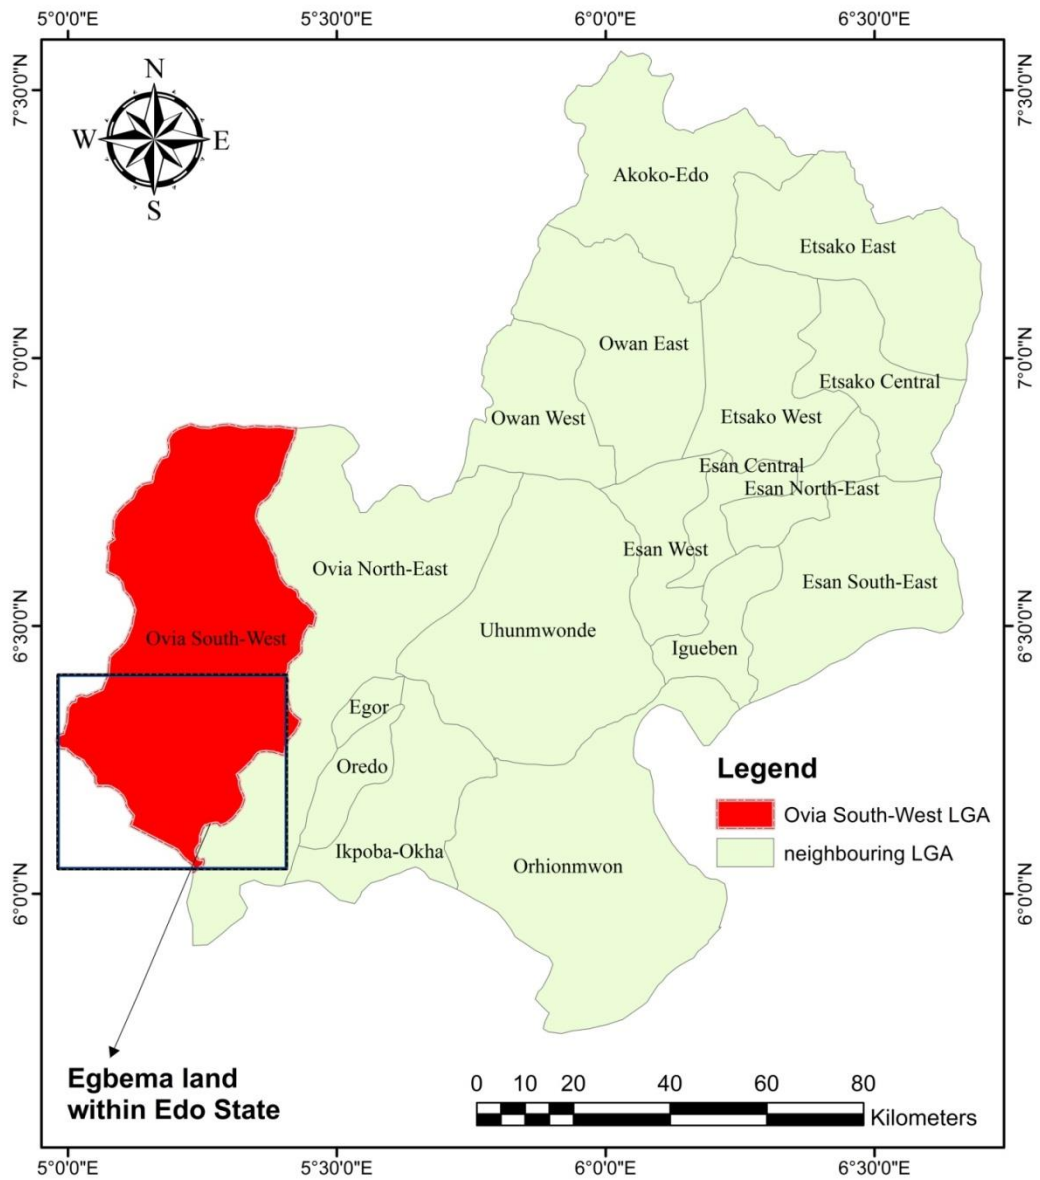 5°0'0"E 5°30'0"E 6°0'0"E 6°30'0"E
N
W E
S
7°30'0"N 7°30'0"N
Akoko-Edo
Etsako East
7°0'0"N 7°0'0"N
Owan East
Etsako Central
Owan West
Etsako West
Esan Central
Esan North-East
Esan West
Ovia North-East
Esan South-East
6°30'0"N 6°30'0"N
Ovia South-West
Uhunmwonde
Igueben
Egor
Oredo
Legend
Ovia South-West LGA
neighbouring LGA
Ikpoba-Okha
Orhionmwon
6°0'0"N 6°0'0"N
Egbema land
within Edo State
0 10 20 40 60 80
Kilometers
5°0'0"E 5°30'0"E 6°0'0"E 6°30'0"E